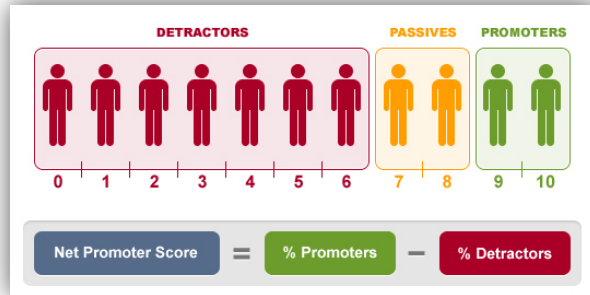 DETRACTORS PASSIVES PROMOTERS
0 1 2 3 4 5 6 7 8 9 10
Net Promoter Score = % Promoters − % Detractors